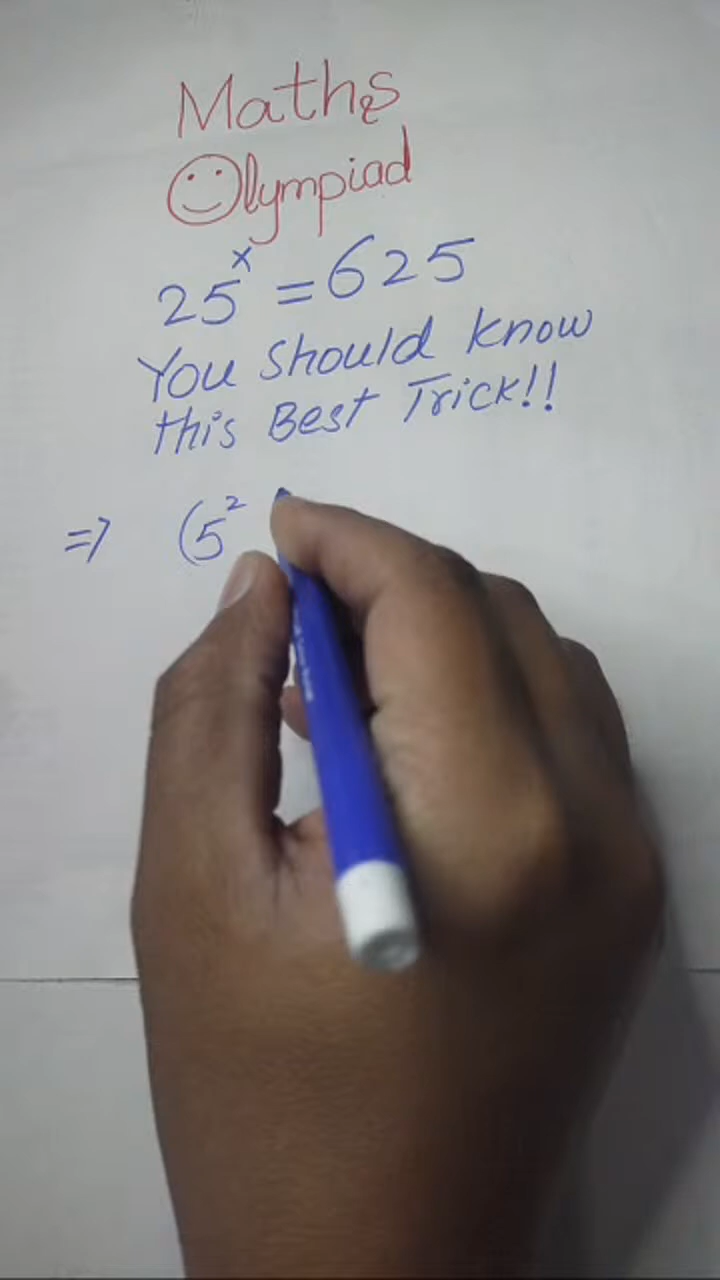 Maths
Olympiad
25^x = 625
You should know
this Best Trick!!
=> (5^2